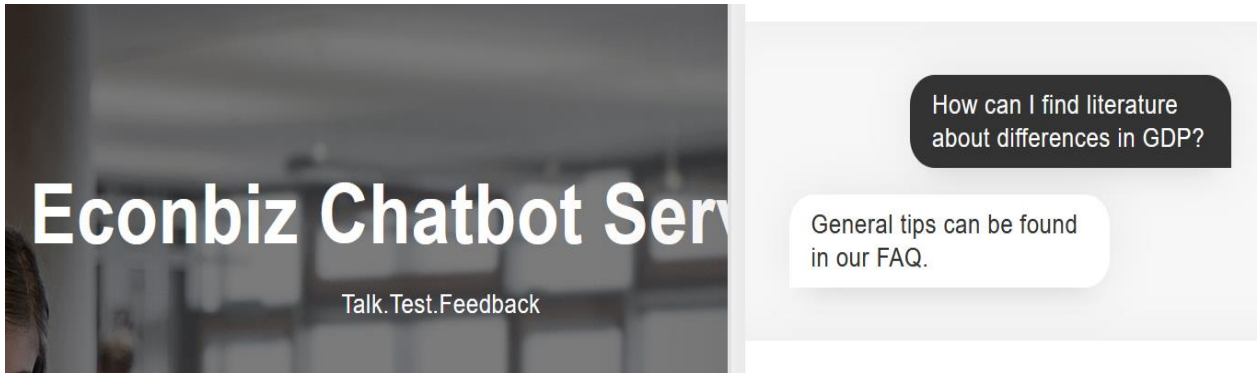 Econbiz Chatbot Serv
Talk.Test.Feedback
How can I find literature
about differences in GDP?
General tips can be found
in our FAQ.